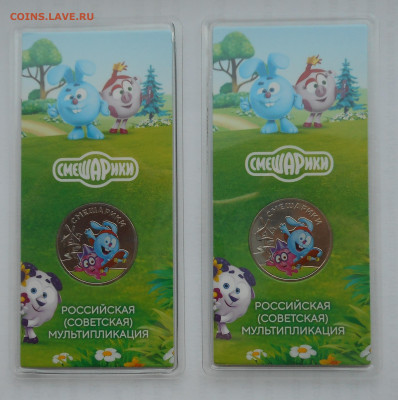 COINS.LAVE.RU
СМЕШАРИКИ
СМЕШАРИКИ
РОССИЙСКАЯ
(СОВЕТСКАЯ)
МУЛЬТИПЛИКАЦИЯ
СМЕШАРИКИ
СМЕШАРИКИ
РОССИЙСКАЯ
(СОВЕТСКАЯ)
МУЛЬТИПЛИКАЦИЯ